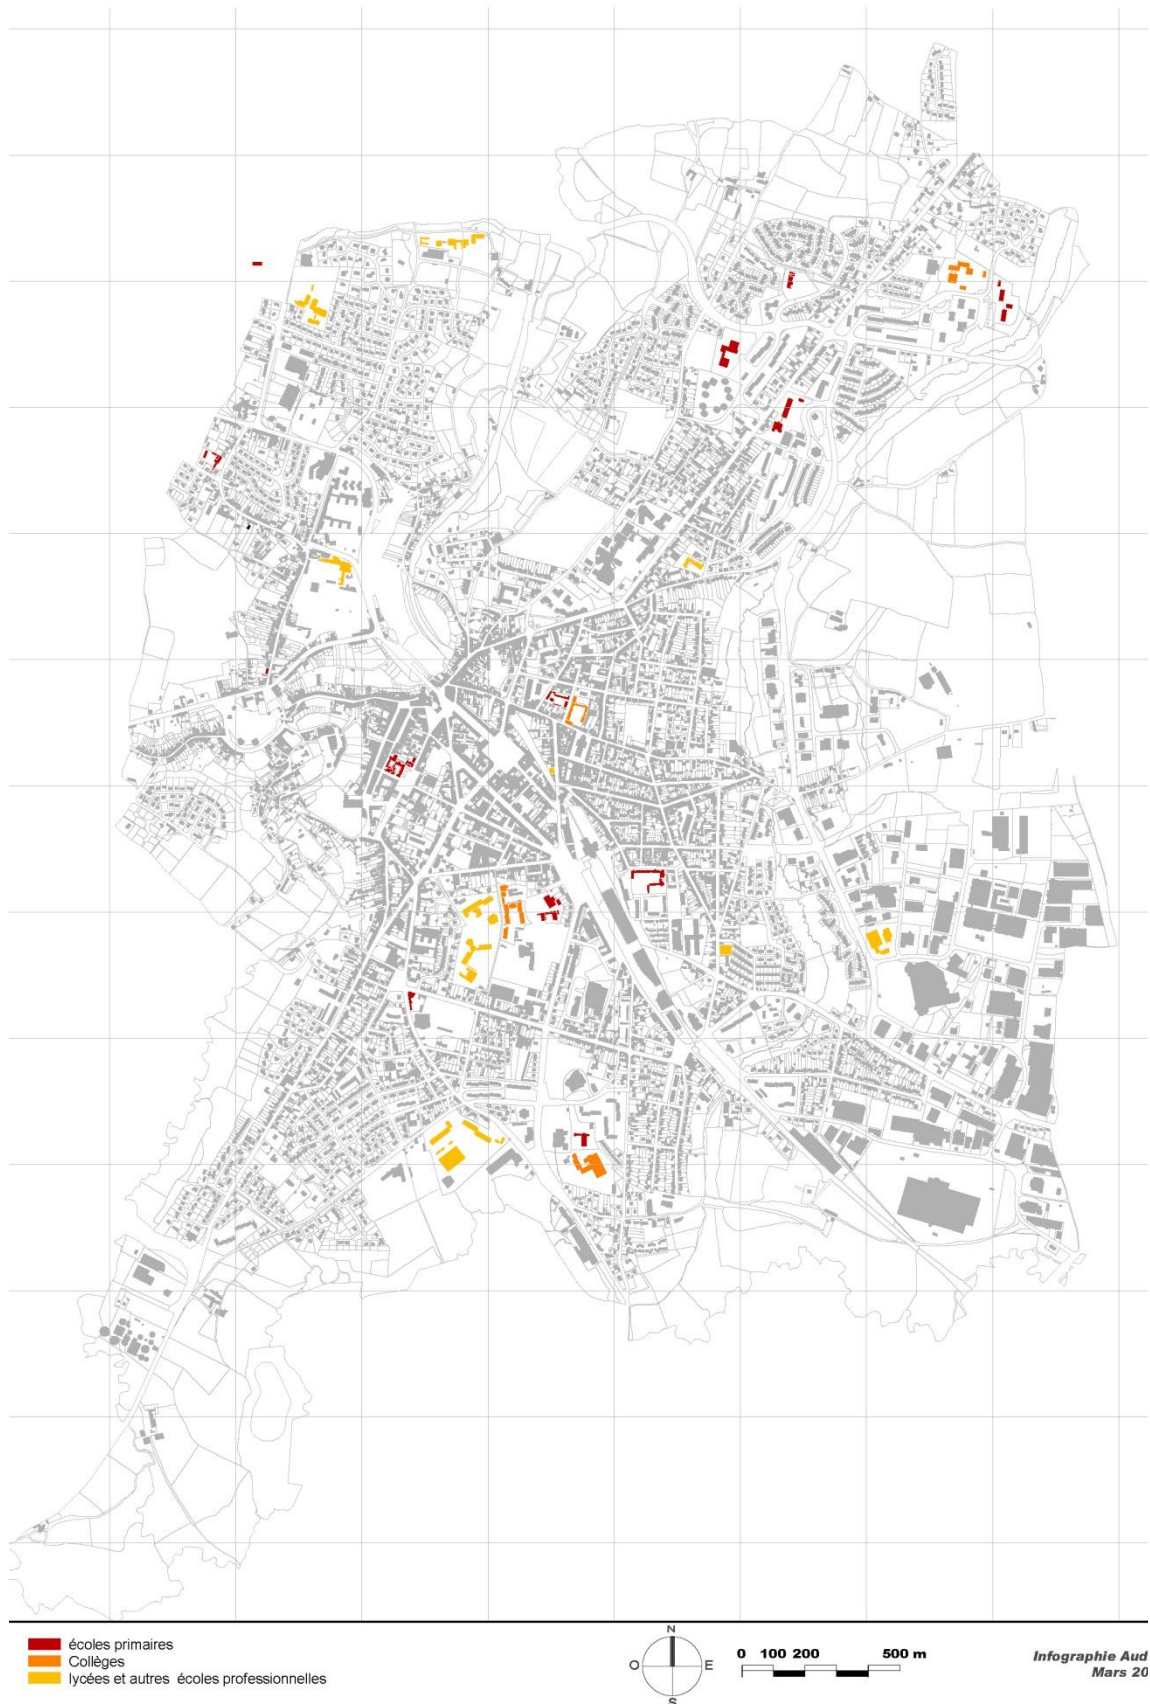 écoles primaires
Collèges
lycées et autres écoles professionnelles
N
O E
S
0 100 200 500 m
Infographie Aud
Mars 20